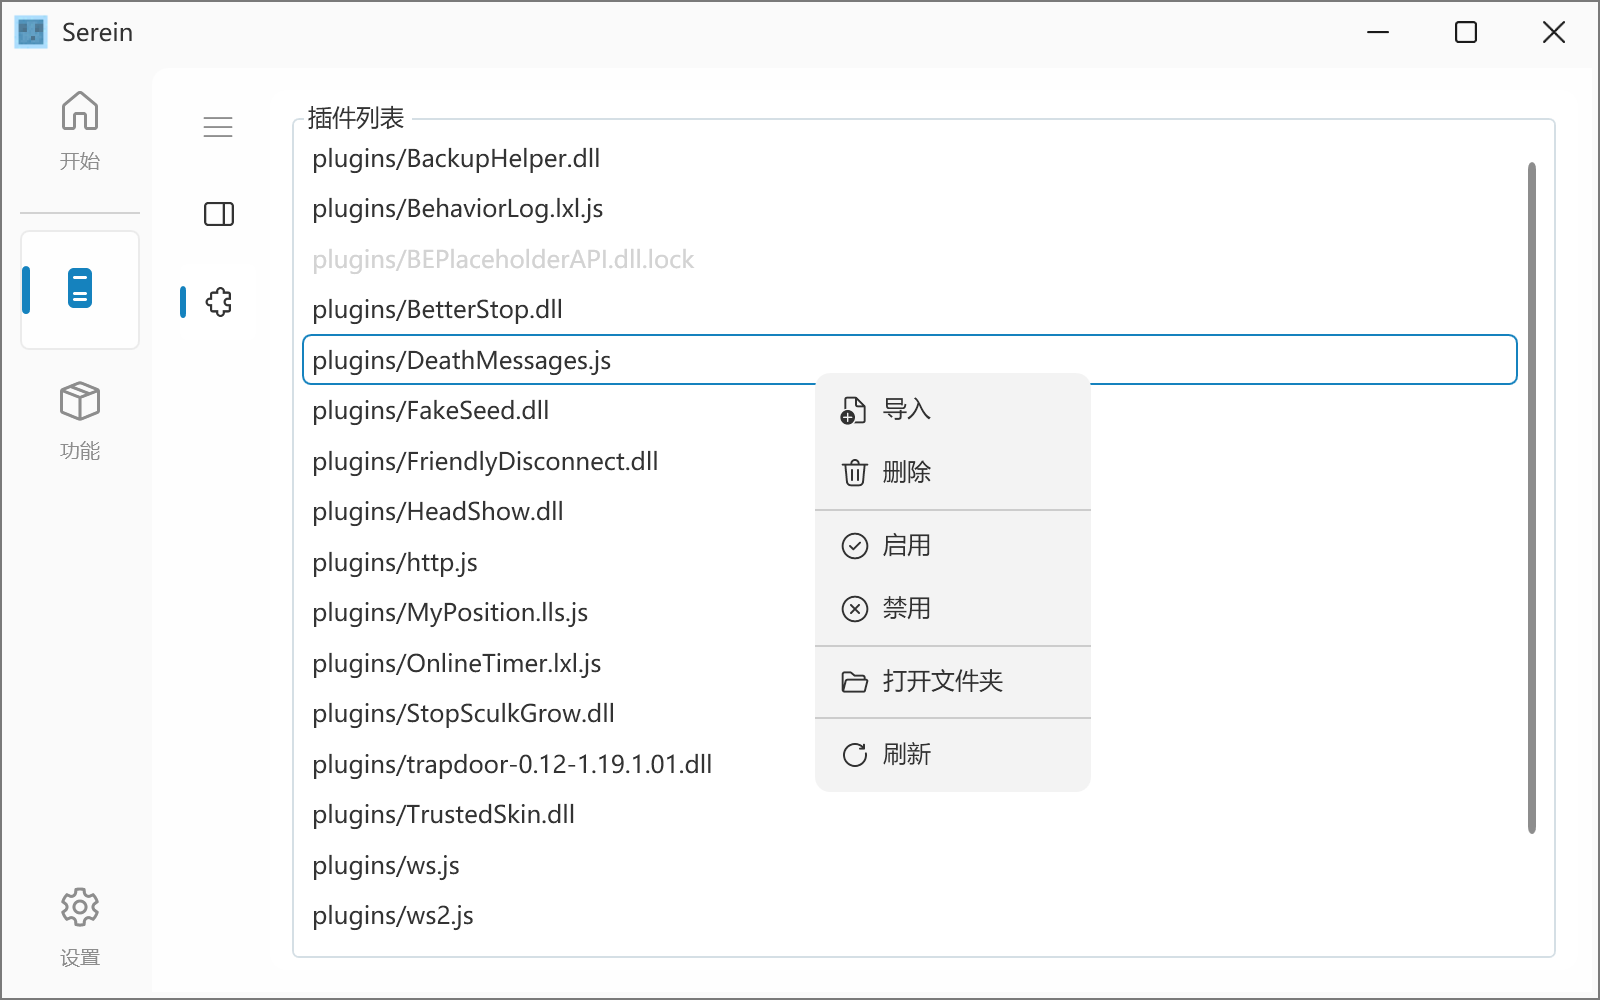 Serein
开始
功能
设置
插件列表
plugins/BackupHelper.dll
plugins/BehaviorLog.lxl.js
plugins/BEPlaceholderAPI.dll.lock
plugins/BetterStop.dll
plugins/DeathMessages.js
plugins/FakeSeed.dll
plugins/FriendlyDisconnect.dll
plugins/HeadShow.dll
plugins/http.js
plugins/MyPosition.lls.js
plugins/OnlineTimer.lxl.js
plugins/StopSculkGrow.dll
plugins/trapdoor-0.12-1.19.1.01.dll
plugins/TrustedSkin.dll
plugins/ws.js
plugins/ws2.js
导入
删除
启用
禁用
打开文件夹
刷新